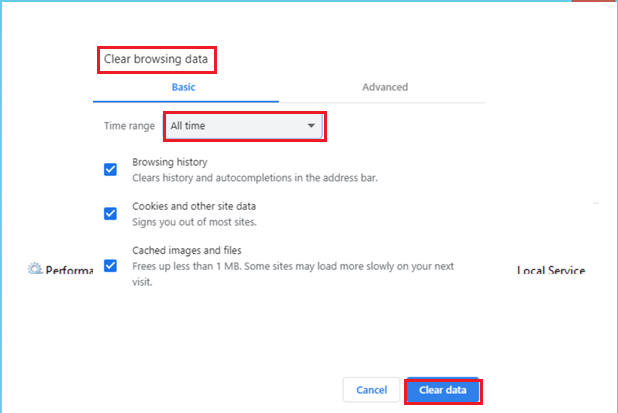 Clear browsing data
Basic Advanced
Time range All time
Browsing history
Clears history and autocompletions in the address bar.
Cookies and other site data
Signs you out of most sites.
Cached images and files
Frees up less than 1 MB. Some sites may load more slowly on your next
visit.
Performa Local Service
Cancel Clear data